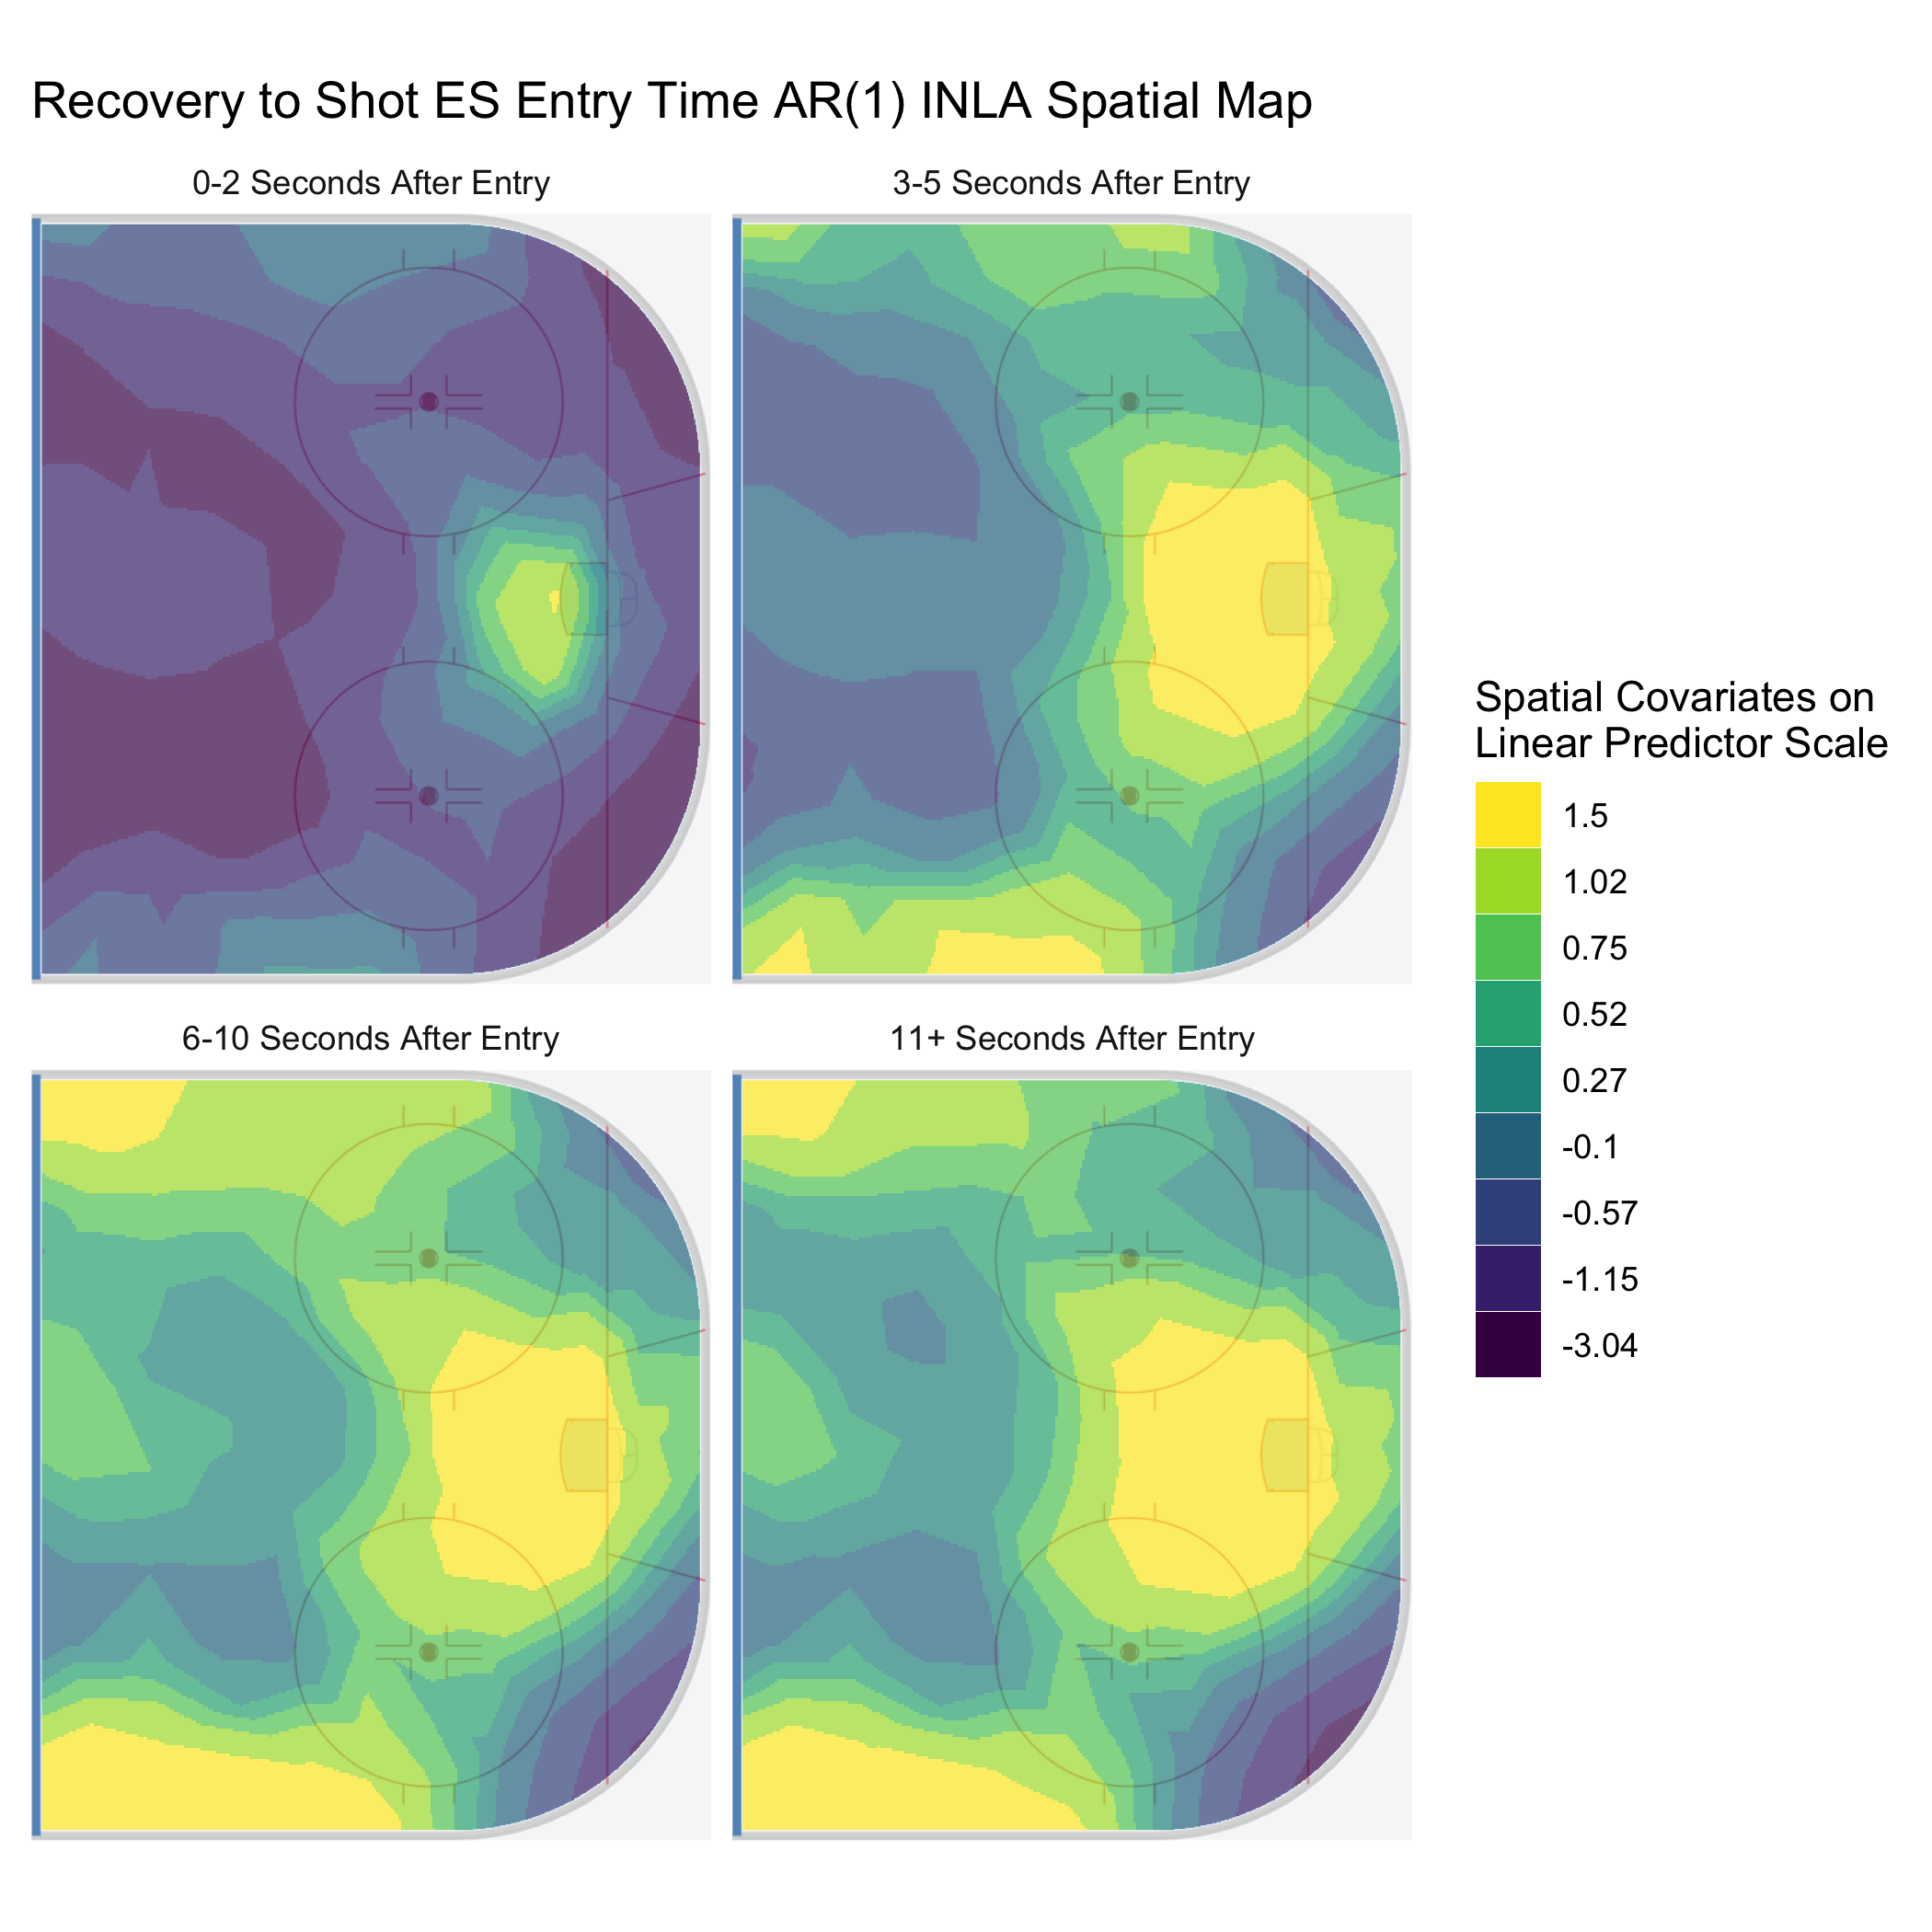 Recovery to Shot ES Entry Time AR(1) INLA Spatial Map
0-2 Seconds After Entry
3-5 Seconds After Entry
6-10 Seconds After Entry
11+ Seconds After Entry
Spatial Covariates on
Linear Predictor Scale
1.5
1.02
0.75
0.52
0.27
-0.1
-0.57
-1.15
-3.04